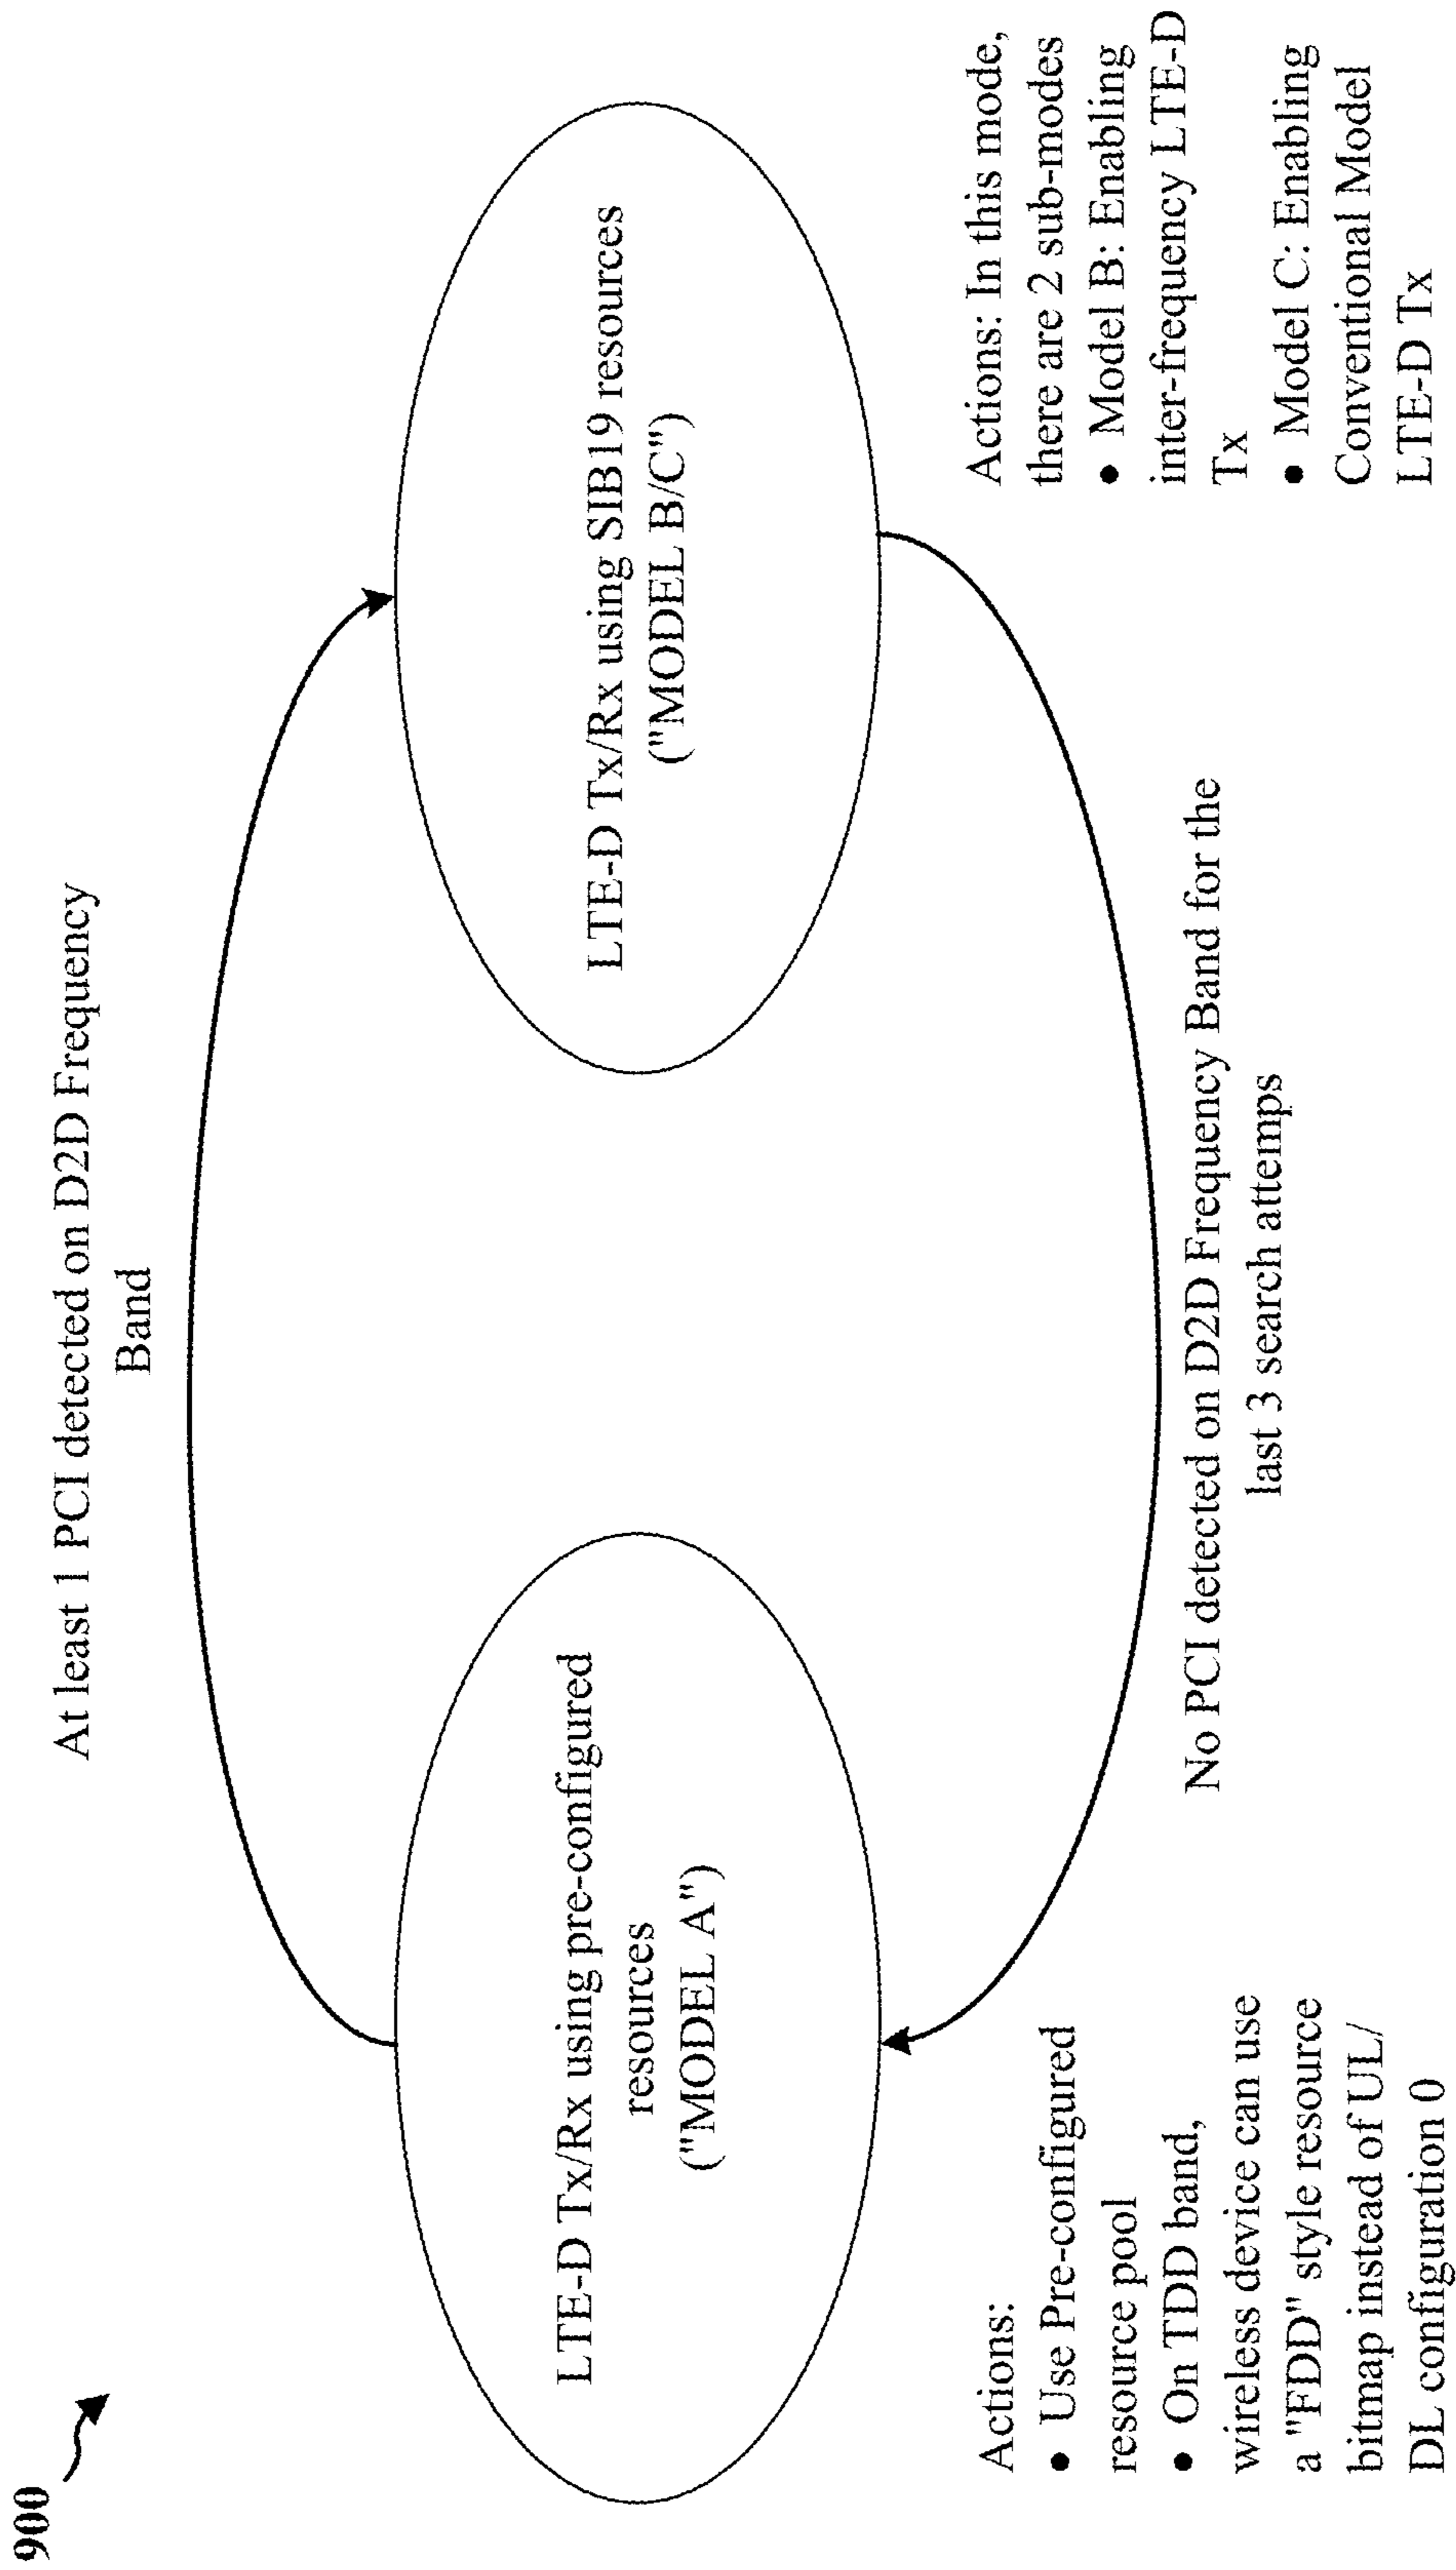 900
At least 1 PCI detected on D2D Frequency
Band
LTE-D Tx/Rx using pre-configured
resources
("MODEL A")
LTE-D Tx/Rx using SIB19 resources
("MODEL B/C")
No PCI detected on D2D Frequency Band for the
last 3 search attemps
Actions:
● Use Pre-configured
resource pool
● On TDD band,
wireless device can use
a "FDD" style resource
bitmap instead of UL/
DL configuration 0
Actions: In this mode,
there are 2 sub-modes
● Model B: Enabling
inter-frequency LTE-D
Tx
● Model C: Enabling
Conventional Model
LTE-D Tx